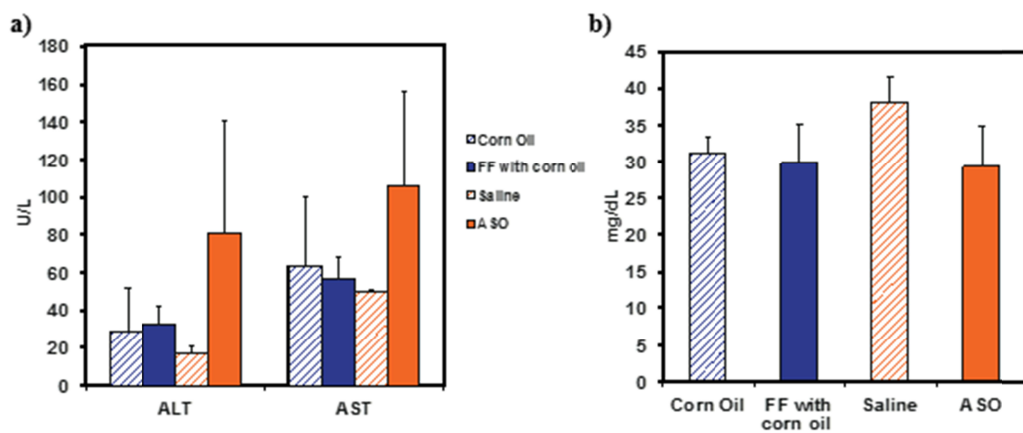 a)
180
160
140
120
100
80
60
40
20
0
U/L
ALT
AST
Corn Oil
FF with corn oil
Saline
ASO
b)
45
40
35
30
25
20
15
10
5
0
mg/dL
Corn Oil
FF with
corn oil
Saline
ASO